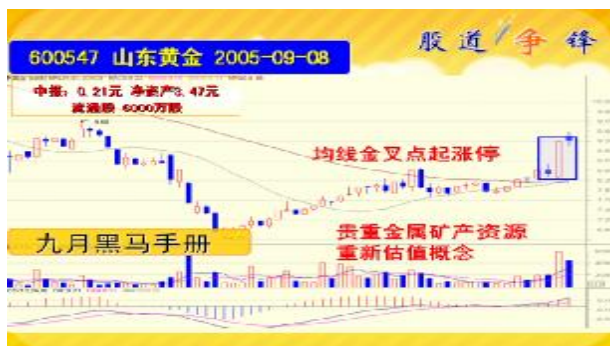 股道争锋
600547 山东黄金 2005-09-08
中报：0.21元 净资产3.47元
流通股 6000万股
均线金叉点起涨停
贵重金属矿产资源
重新估值概念
九月黑马手册